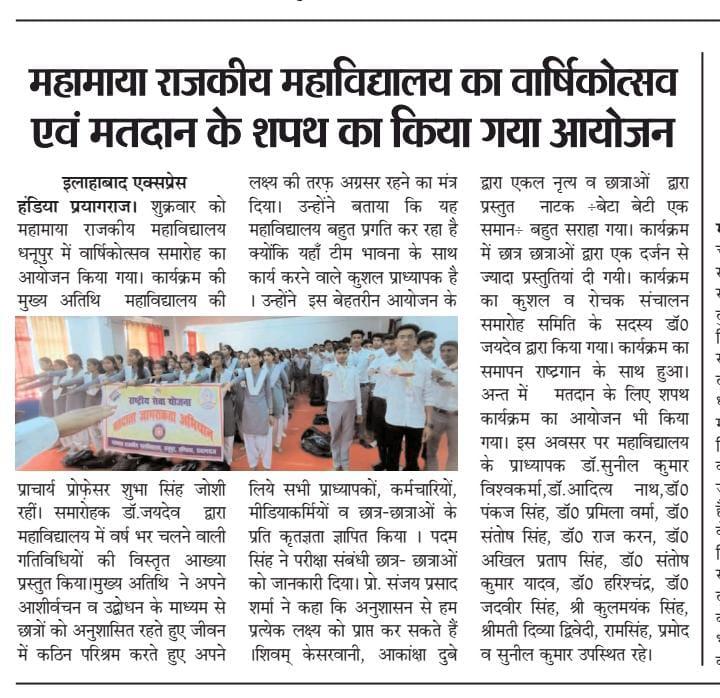 महामाया राजकीय महाविद्यालय का वार्षिकोत्सव
एवं मतदान के शपथ का किया गया आयोजन
इलाहाबाद एक्सप्रेस
हंडिया प्रयागराज। शुक्रवार को
महामाया राजकीय महाविद्यालय
धनूपुर में वार्षिकोत्सव समारोह का
आयोजन किया गया। कार्यक्रम की
मुख्य अतिथि महाविद्यालय की
राष्ट्रीय सेवा योजना
मतदाता जागरूकता अभियान
प्राचार्य प्रोफ़ेसर शुभा सिंह जोशी
रहीं। समारोहक डॉ.जयदेव द्वारा
महाविद्यालय में वर्ष भर चलने वाली
गतिविधियों की विस्तृत आख्या
प्रस्तुत किया।मुख्य अतिथि ने अपने
आशीर्वचन व उद्बोधन के माध्यम से
छात्रों को अनुशासित रहते हुए जीवन
में कठिन परिश्रम करते हुए अपने
लक्ष्य की तरफ़ अग्रसर रहने का मंत्र
दिया। उन्होंने बताया कि यह
महाविद्यालय बहुत प्रगति कर रहा है
क्योंकि यहाँ टीम भावना के साथ
कार्य करने वाले कुशल प्राध्यापक है
। उन्होंने इस बेहतरीन आयोजन के
लिये सभी प्राध्यापकों, कर्मचारियों,
मीडियाकर्मियों व छात्र-छात्राओं के
प्रति कृतज्ञता ज्ञापित किया । पदम
सिंह ने परीक्षा संबंधी छात्र- छात्राओं
को जानकारी दिया। प्रो. संजय प्रसाद
शर्मा ने कहा कि अनुशासन से हम
प्रत्येक लक्ष्य को प्राप्त कर सकते हैं
।शिवम् केसरवानी, आकांक्षा दुबे
द्वारा एकल नृत्य व छात्राओं द्वारा
प्रस्तुत नाटक ÷बेटा बेटी एक
समान÷ बहुत सराहा गया। कार्यक्रम
में छात्र छात्राओं द्वारा एक दर्जन से
ज्यादा प्रस्तुतियां दी गयी। कार्यक्रम
का कुशल व रोचक संचालन
समारोह समिति के सदस्य डॉ0
जयदेव द्वारा किया गया। कार्यक्रम का
समापन राष्ट्रगान के साथ हुआ।
अन्त में मतदान के लिए शपथ
कार्यक्रम का आयोजन भी किया
गया। इस अवसर पर महाविद्यालय
के प्राध्यापक डॉ.सुनील कुमार
विश्वकर्मा,डॉ.आदित्य नाथ,डॉ0
पंकज सिंह, डॉ0 प्रमिला वर्मा, डॉ0
संतोष सिंह, डॉ0 राज करन, डॉ0
अखिल प्रताप सिंह, डॉ0 संतोष
कुमार यादव, डॉ0 हरिश्चंद्र, डॉ0
जदवीर सिंह, श्री कुलमयंक सिंह,
श्रीमती दिव्या द्विवेदी, रामसिंह, प्रमोद
व सुनील कुमार उपस्थित रहे।